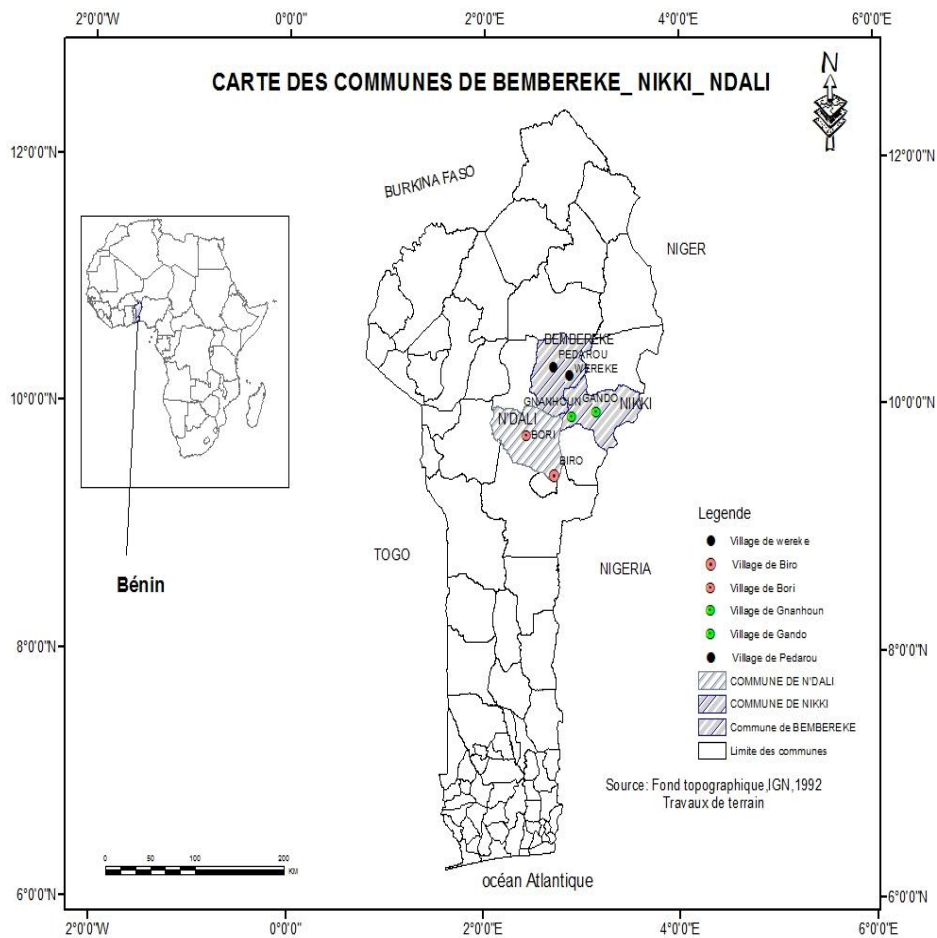 2°0'0"W 0°0'0" 2°0'0"E 4°0'0"E 6°0'0"E
CARTE DES COMMUNES DE BEMBEREKE_ NIKKI_ NDALI
N
12°0'0"N 12°0'0"N
BURKINA FASO
NIGER
BEMBEREKE
PEDAROU
WEREKE
10°0'0"N 10°0'0"N
GNANHOUN GANDO NIKKI
N'DALI
BORI
BIRO
Legende
TOGO
NIGERIA
Bénin
Village de wereke
Village de Biro
Village de Bori
Village de Gnanhoun
Village de Gando
Village de Pedarou
8°0'0"N 8°0'0"N
COMMUNE DE N'DALI
COMMUNE DE NIKKI
Commune de BEMBEREKE
Limite des communes
Source: Fond topographique,IGN,1992
Travaux de terrain
0 50 100 200
KM
océan Atlantique
6°0'0"N 6°0'0"N
2°0'0"W 0°0'0" 2°0'0"E 4°0'0"E 6°0'0"E